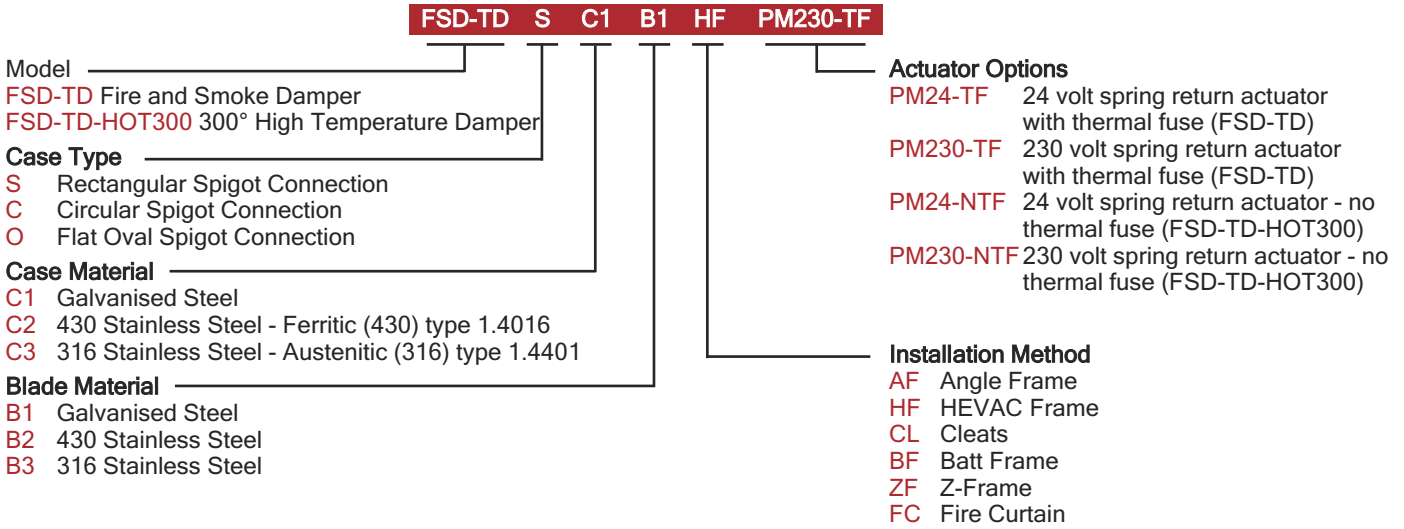 FSD-TD S C1 B1 HF PM230-TF
Model
FSD-TD Fire and Smoke Damper
FSD-TD-HOT300 300° High Temperature Damper
Case Type
S Rectangular Spigot Connection
C Circular Spigot Connection
O Flat Oval Spigot Connection
Case Material
C1 Galvanised Steel
C2 430 Stainless Steel - Ferritic (430) type 1.4016
C3 316 Stainless Steel - Austenitic (316) type 1.4401
Blade Material
B1 Galvanised Steel
B2 430 Stainless Steel
B3 316 Stainless Steel
Actuator Options
PM24-TF 24 volt spring return actuator
with thermal fuse (FSD-TD)
PM230-TF 230 volt spring return actuator
with thermal fuse (FSD-TD)
PM24-NTF 24 volt spring return actuator - no
thermal fuse (FSD-TD-HOT300)
PM230-NTF 230 volt spring return actuator - no
thermal fuse (FSD-TD-HOT300)
Installation Method
AF Angle Frame
HF HEVAC Frame
CL Cleats
BF Batt Frame
ZF Z-Frame
FC Fire Curtain